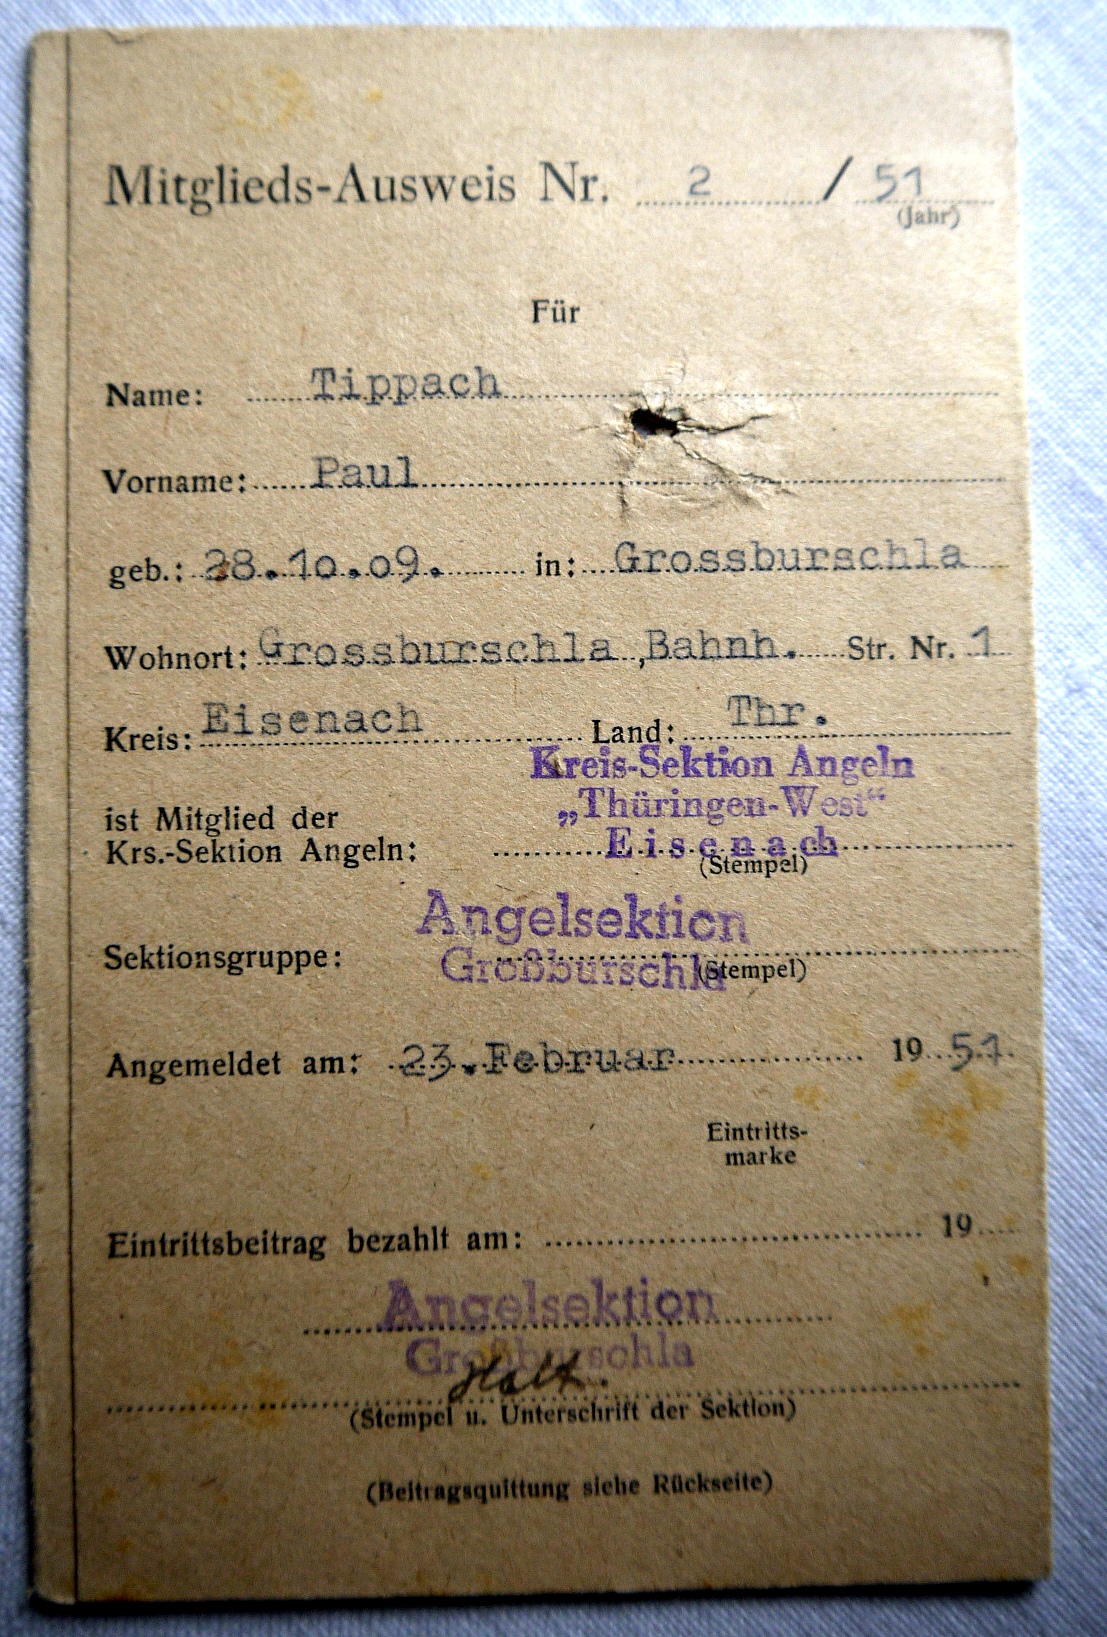 Mitglieds-Ausweis Nr. 2 / 51
(Jahr)
Für
Name: Tippach
Vorname: Paul
geb.: 28.10.09. in: Grossburschla
Wohnort: Grossburschla ,Bahnh. Str. Nr. 1
Kreis: Eisenach Land: Thr.
Kreis-Sektion Angeln
„Thüringen-West“
ist Mitglied der
Krs.-Sektion Angeln: Eisenach
(Stempel)
Angelsektion
Sektionsgruppe: Großburschla (Stempel)
Angemeldet am: 23.Februar 19 51
Eintritts-
marke
Eintrittsbeitrag bezahlt am: 19
Angelsektion
Großburschla
(Stempel u. Unterschrift der Sektion)
(Beitragsquittung siehe Rückseite)